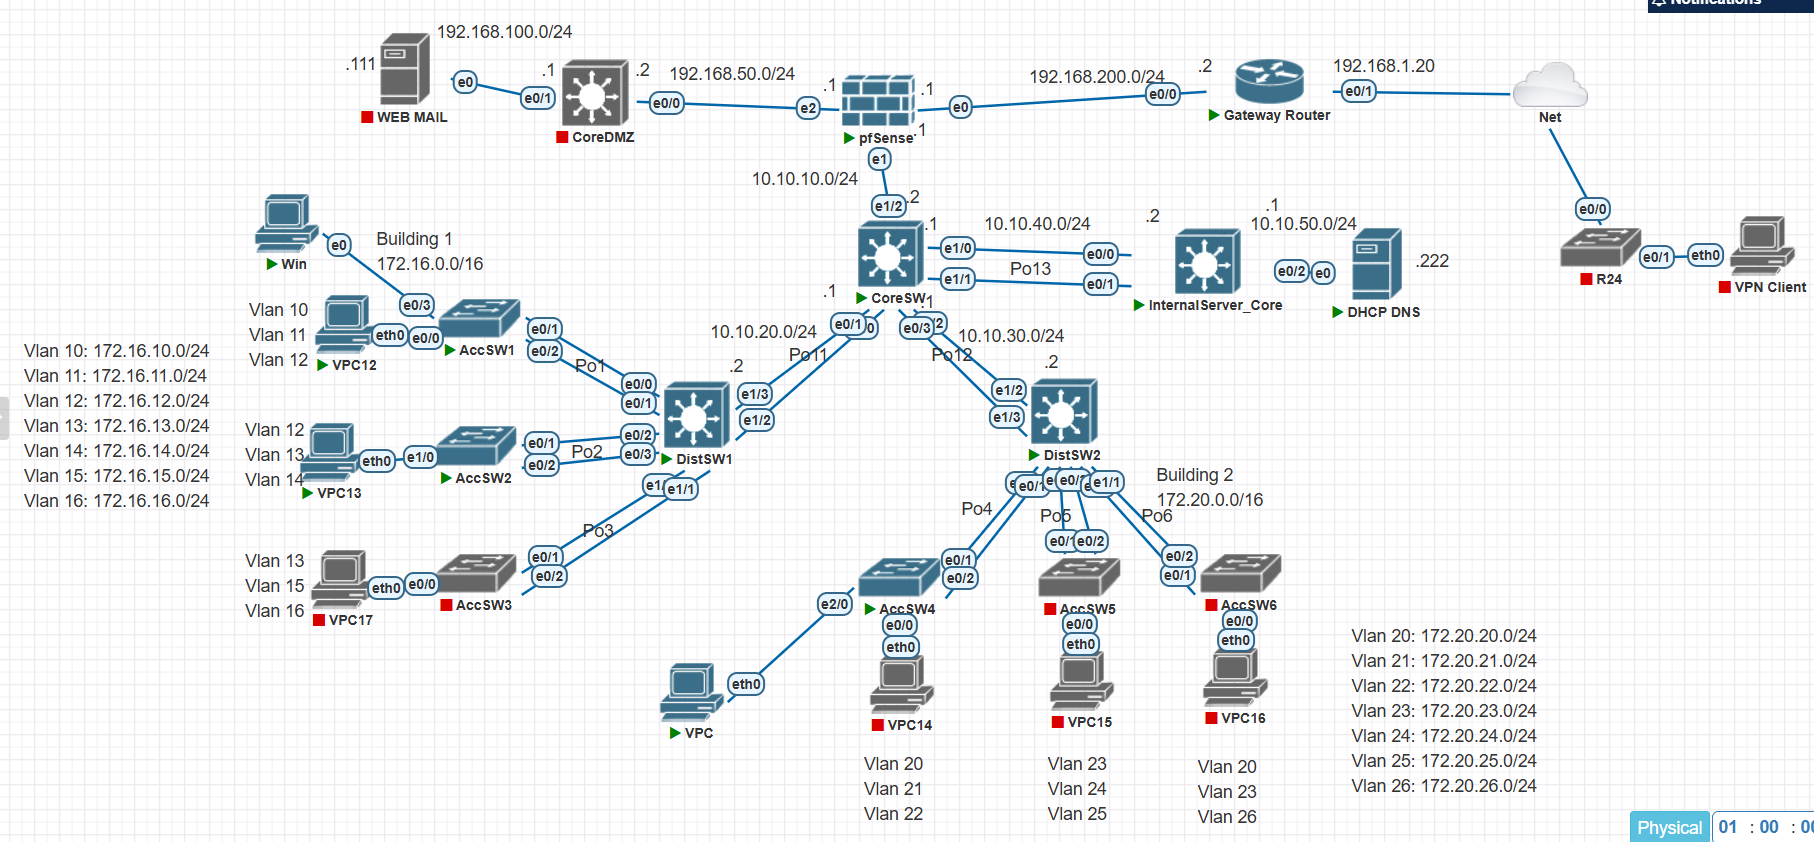 Notifications
192.168.100.0/24
.111
WEB MAIL
e0
.1
e0/1
CoreDMZ
.2
e0/0
192.168.50.0/24
e2
.1
pfSense
.1
.1
e0
192.168.200.0/24
e0/0
.2
Gateway Router
e0/1
192.168.1.20
Net
e1
10.10.10.0/24
e1/2
.2
e0/0
R24
e0/1
eth0
VPN Client
Win
e0
Building 1
172.16.0.0/16
CoreSW
.1
e1/0
e1/1
10.10.40.0/24
Po13
e0/0
e0/1
.2
InternalServer_Core
.1
10.10.50.0/24
e0/2
e0
.222
DHCP DNS
Vlan 10
Vlan 11
Vlan 12
VPC12
eth0
e0/0
e0/3
AccSW1
e0/1
e0/2
Po1
e0/0
e0/1
.1
e0/1
10.10.20.0/24
Po11
.1
e0/3
10.10.30.0/24
Po12
Vlan 10: 172.16.10.0/24
Vlan 11: 172.16.11.0/24
Vlan 12: 172.16.12.0/24
Vlan 13: 172.16.13.0/24
Vlan 14: 172.16.14.0/24
Vlan 15: 172.16.15.0/24
Vlan 16: 172.16.16.0/24
.2
e1/3
e1/2
DistSW1
.2
e1/2
e1/3
DistSW2
Vlan 12
Vlan 13
Vlan 14
VPC13
eth0
e1/0
AccSW2
e0/1
e0/2
Po2
e0/2
e0/3
e1/1
Po3
Vlan 13
Vlan 15
Vlan 16
VPC17
eth0
e0/0
AccSW3
e0/1
e0/2
Building 2
172.20.0.0/16
e0/1
e1/1
Po4
Po5
Po6
e0/1
e0/2
AccSW4
e2/0
e0/0
eth0
VPC14
eth0
VPC
e0/2
AccSW5
e0/0
eth0
VPC15
e0/2
e0/1
AccSW6
e0/0
eth0
VPC16
Vlan 20
Vlan 21
Vlan 22
Vlan 23
Vlan 24
Vlan 25
Vlan 20
Vlan 23
Vlan 26
Vlan 20: 172.20.20.0/24
Vlan 21: 172.20.21.0/24
Vlan 22: 172.20.22.0/24
Vlan 23: 172.20.23.0/24
Vlan 24: 172.20.24.0/24
Vlan 25: 172.20.25.0/24
Vlan 26: 172.20.26.0/24
Physical
01 : 00 :